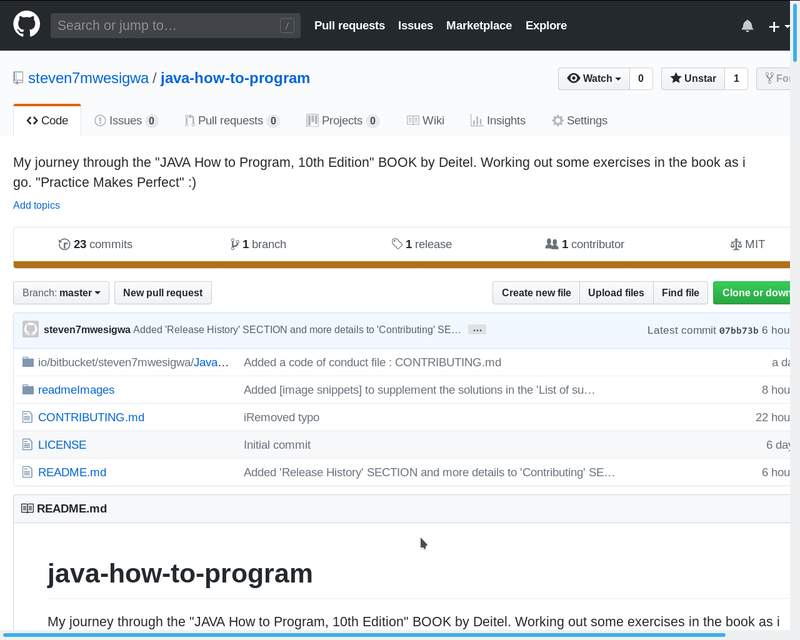 Search or jump to… / Pull requests Issues Marketplace Explore
steven7mwesigwa / java-how-to-program Watch 0 Unstar 1
Code Issues 0 Pull requests 0 Projects 0 Wiki Insights Settings
My journey through the "JAVA How to Program, 10th Edition" BOOK by Deitel. Working out some exercises in the book as i
go. "Practice Makes Perfect" :)
Add topics
23 commits 1 branch 1 release 1 contributor MIT
Branch: master New pull request Create new file Upload files Find file Clone or down
steven7mwesigwa Added 'Release History' SECTION and more details to 'Contributing' SE… … Latest commit 07bb73b 6 hou
io/bitbucket/steven7mwesigwa/Java… Added a code of conduct file : CONTRIBUTING.md a da
readmeImages Added [image snippets] to supplement the solutions in the 'List of su… 8 hou
CONTRIBUTING.md iRemoved typo 22 hou
LICENSE Initial commit 6 day
README.md Added 'Release History' SECTION and more details to 'Contributing' SE… 6 hou
README.md
java-how-to-program
My journey through the "JAVA How to Program, 10th Edition" BOOK by Deitel. Working out some exercises in the book as i